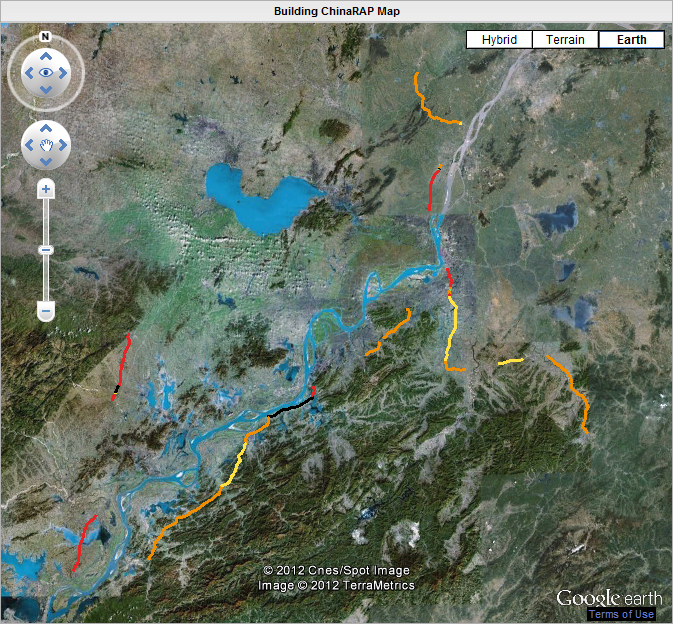 Building ChinaRAP Map
N
Hybrid
Terrain
Earth
© 2012 Cnes/Spot Image
Image © 2012 TerraMetrics
Google earth
Terms of Use